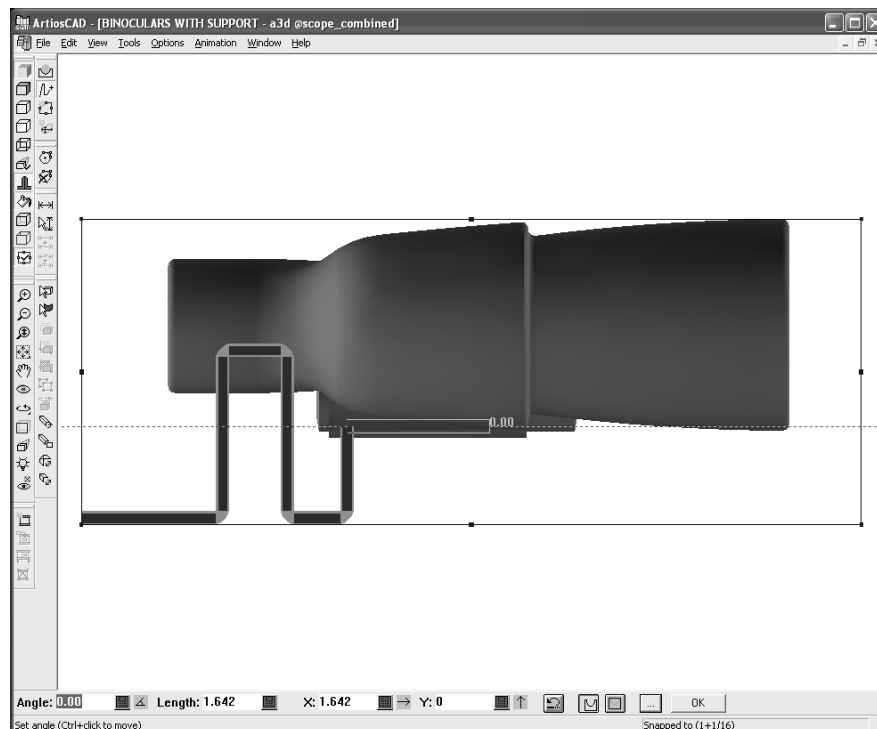 ArtiosCAD - [BINOCULARS WITH SUPPORT - a3d @scope_combined]
File Edit View Tools Options Animation Window Help
0.00
Angle: 0.00 Length: 1.642 X: 1.642 Y: 0 ... OK
Set angle (Ctrl+click to move) Snapped to (1+1/16)